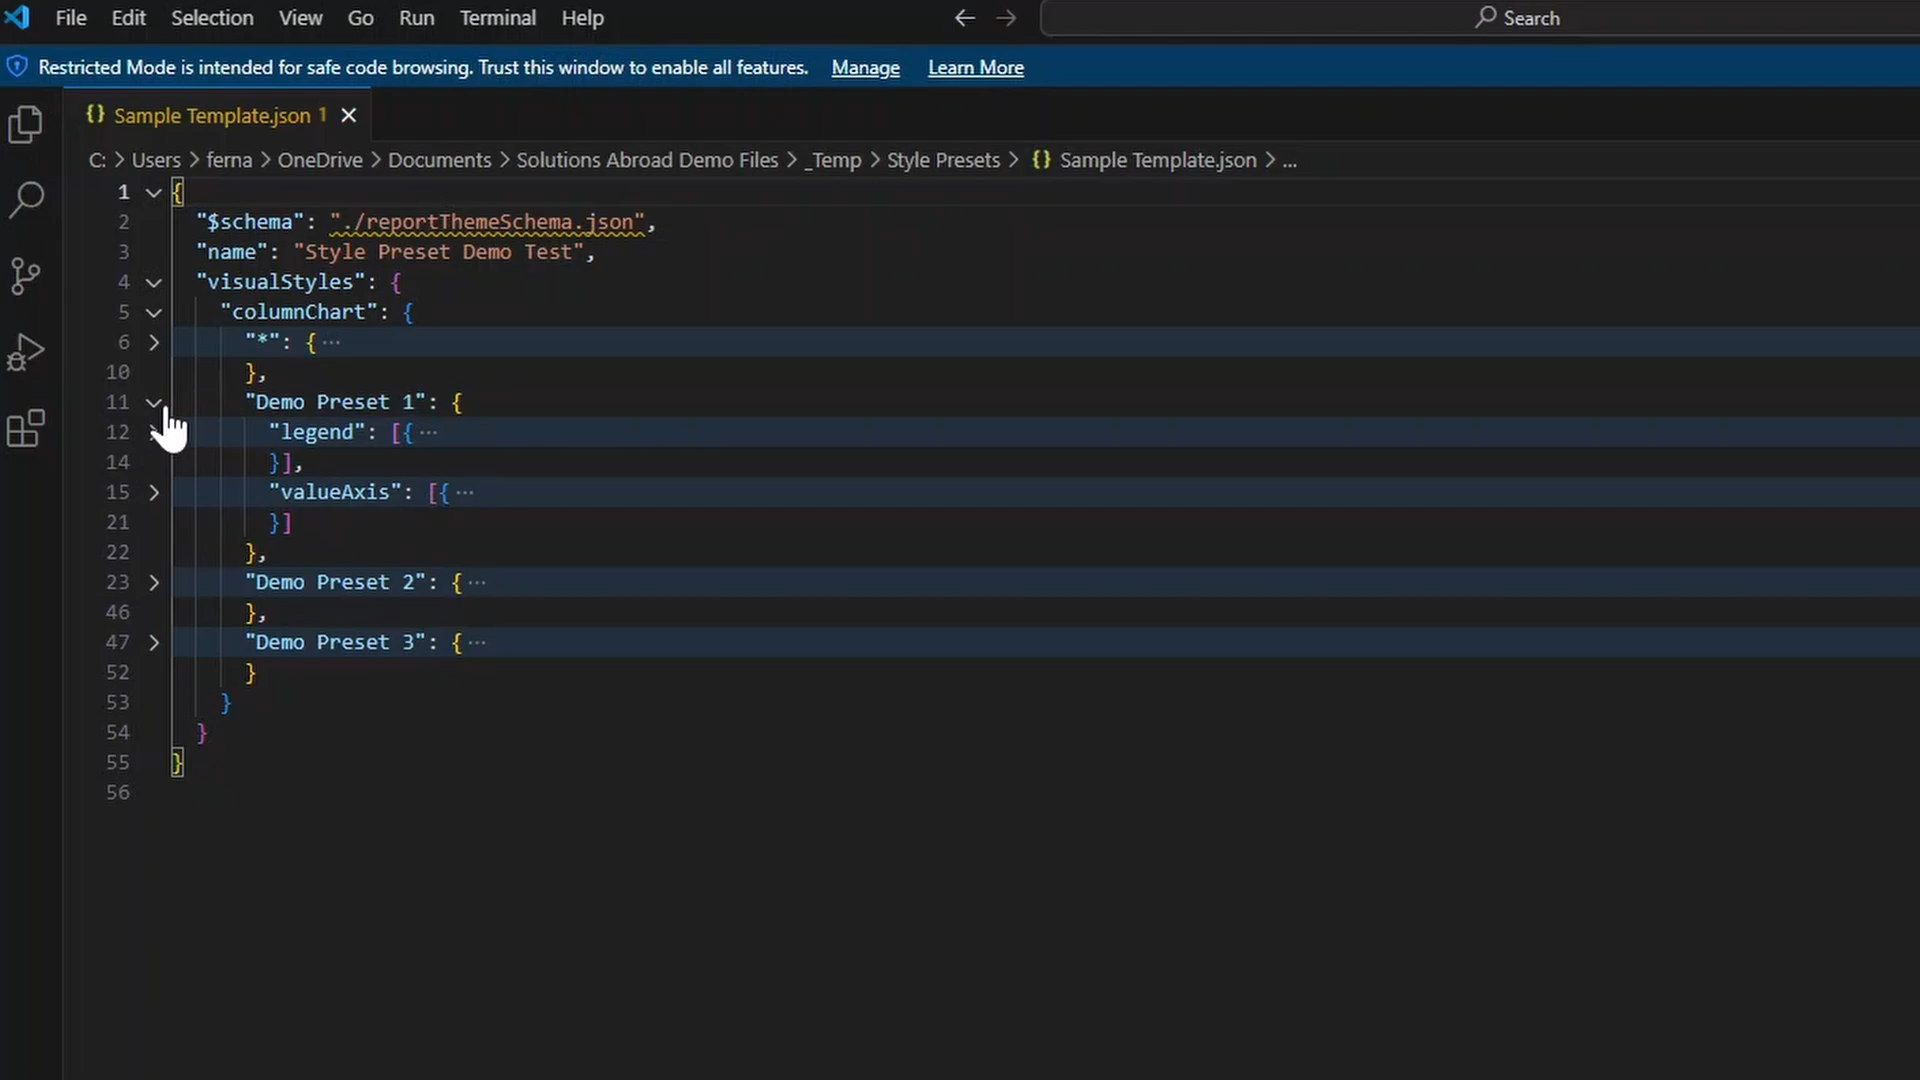 File Edit Selection View Go Run Terminal Help Search
Restricted Mode is intended for safe code browsing. Trust this window to enable all features. Manage Learn More
{} Sample Template.json 1
C: > Users > ferna > OneDrive > Documents > Solutions Abroad Demo Files > _Temp > Style Presets > {} Sample Template.json > ...
1 {
2 "$schema": "./reportThemeSchema.json",
3 "name": "Style Preset Demo Test",
4 "visualStyles": {
5 "columnChart": {
6 "*": { ···
10 },
11 "Demo Preset 1": {
12 "legend": [{ ···
14 }],
15 "valueAxis": [{ ···
21 }]
22 },
23 "Demo Preset 2": { ···
46 },
47 "Demo Preset 3": { ···
52 }
53 }
54 }
55 }
56